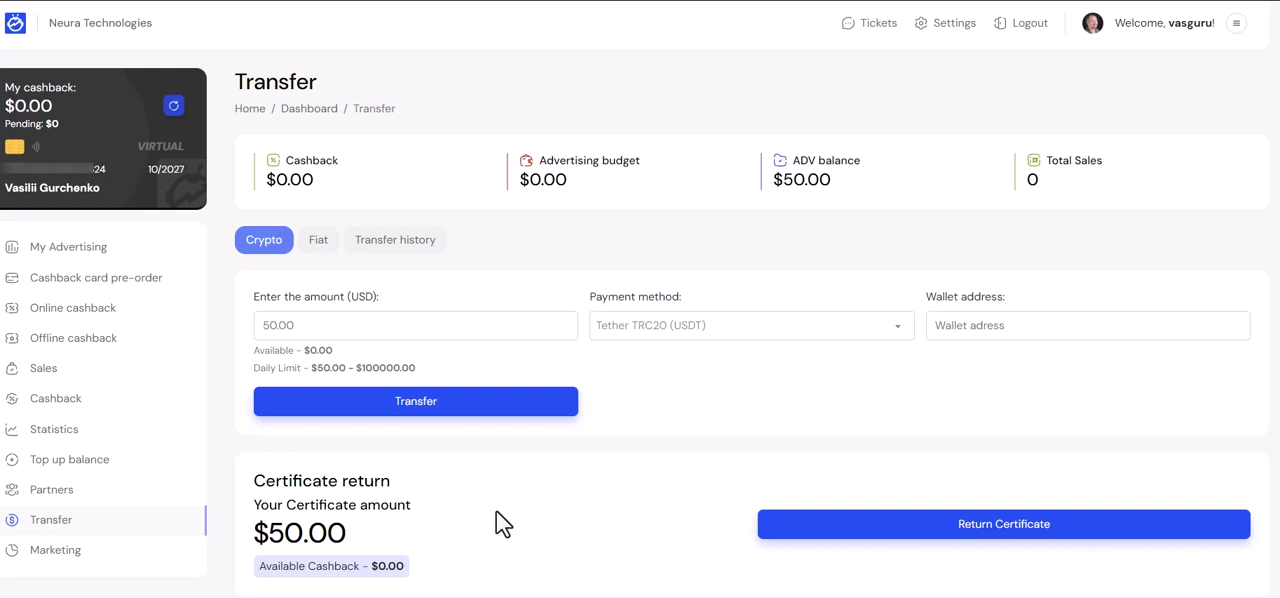 Neura Technologies
Tickets Settings Logout Welcome, vasguru!
My cashback:
$0.00
Pending: $0
VIRTUAL
24 10/2027
Vasilii Gurchenko
My Advertising
Cashback card pre-order
Online cashback
Offline cashback
Sales
Cashback
Statistics
Top up balance
Partners
Transfer
Marketing
Transfer
Home / Dashboard / Transfer
Cashback
$0.00
Advertising budget
$0.00
ADV balance
$50.00
Total Sales
0
Crypto Fiat Transfer history
Enter the amount (USD): Payment method: Wallet address:
50.00 Tether TRC20 (USDT) Wallet adress
Available - $0.00
Daily Limit - $50.00 - $100000.00
Transfer
Certificate return
Your Certificate amount
$50.00
Return Certificate
Available Cashback - $0.00